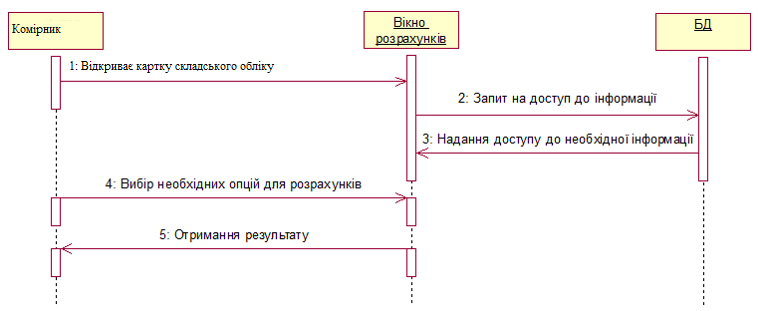 Комірник
Вікно
розрахунків
БД
1: Відкриває картку складського обліку
2: Запит на доступ до інформації
3: Надання доступу до необхідної інформації
4: Вибір необхідних опцій для розрахунків
5: Отримання результату